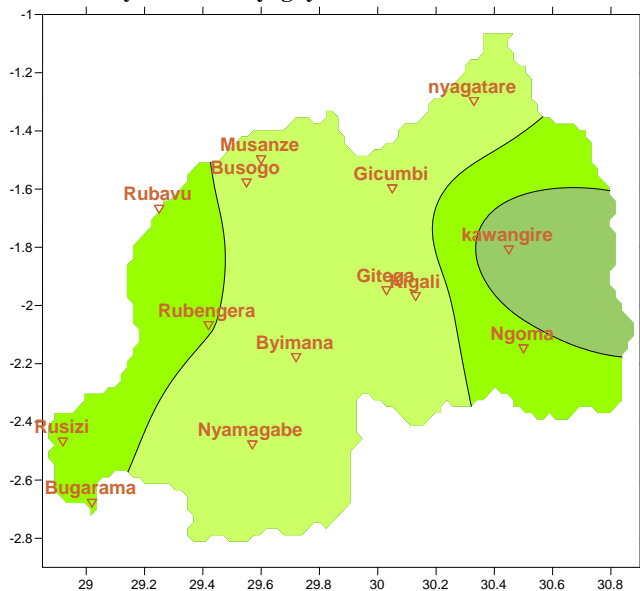 -1
-1.2
nyagatare
-1.4
Musanze
Busogo
Gicumbi
-1.6
Rubavu
kawangire
-1.8
Gitega
Kigali
-2
Rubengera
Ngoma
Byimana
-2.2
-2.4
Rusizi
Nyamagabe
-2.6
Bugarama
-2.8
29 29.2 29.4 29.6 29.8 30 30.2 30.4 30.6 30.8